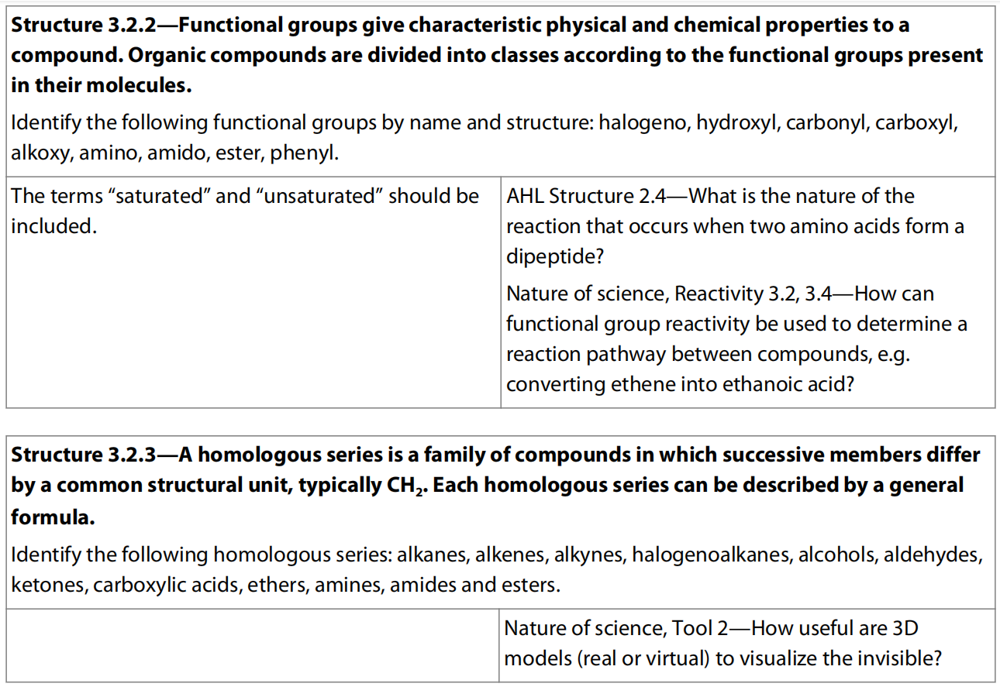 Structure 3.2.2—Functional groups give characteristic physical and chemical properties to a
compound. Organic compounds are divided into classes according to the functional groups present
in their molecules.
Identify the following functional groups by name and structure: halogeno, hydroxyl, carbonyl, carboxyl,
alkoxy, amino, amido, ester, phenyl.
The terms “saturated” and “unsaturated” should be
included.
AHL Structure 2.4—What is the nature of the
reaction that occurs when two amino acids form a
dipeptide?
Nature of science, Reactivity 3.2, 3.4—How can
functional group reactivity be used to determine a
reaction pathway between compounds, e.g.
converting ethene into ethanoic acid?
Structure 3.2.3—A homologous series is a family of compounds in which successive members differ
by a common structural unit, typically CH₂. Each homologous series can be described by a general
formula.
Identify the following homologous series: alkanes, alkenes, alkynes, halogenoalkanes, alcohols, aldehydes,
ketones, carboxylic acids, ethers, amines, amides and esters.
Nature of science, Tool 2—How useful are 3D
models (real or virtual) to visualize the invisible?